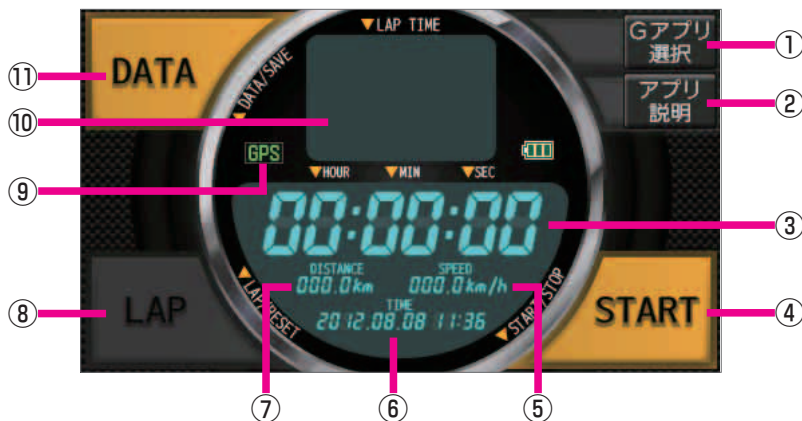 ▼LAP TIME
Gアプリ
選択
①
⑪
DATA
▼DATA/SAVE
アプリ
説明
②
⑩
⑨
GPS
▼HOUR ▼MIN ▼SEC
00:00:00
③
DISTANCE SPEED
000.0km 000.0km/h
TIME
2012.08.08 11:36
▲LAP/RESET
▼START/STOP
⑧
LAP
START
④
⑦
⑥
⑤